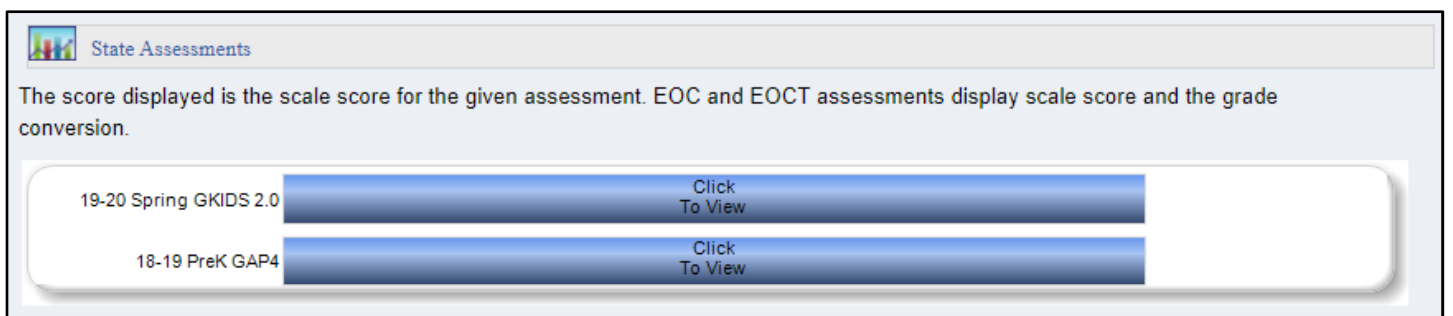 State Assessments
The score displayed is the scale score for the given assessment. EOC and EOCT assessments display scale score and the grade
conversion.
19-20 Spring GKIDS 2.0
Click
To View
18-19 PreK GAP4
Click
To View